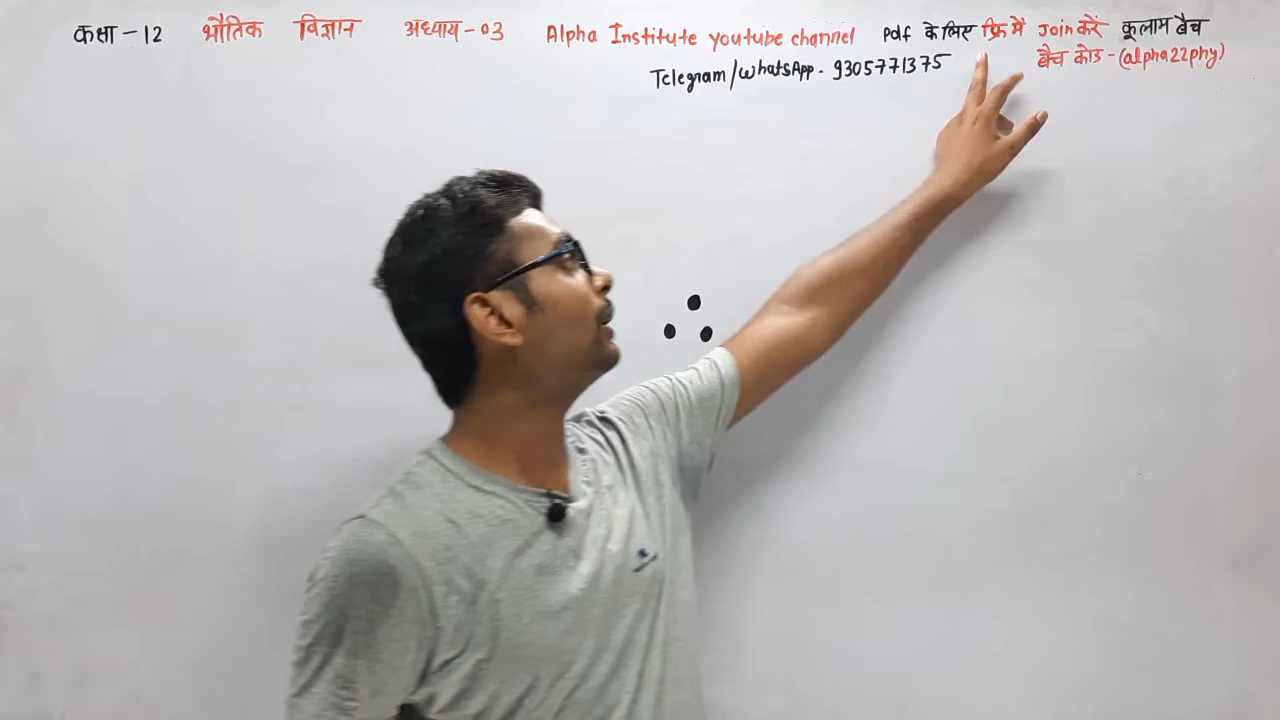 कक्षा-12 भौतिक विज्ञान अध्याय-03 Alpha Institute youtube channel Pdf के लिए फ्रि में Join करें कूलाम बैच
Telegram/whatsApp- 9305771375 बैच कोड-(alpha22phy)